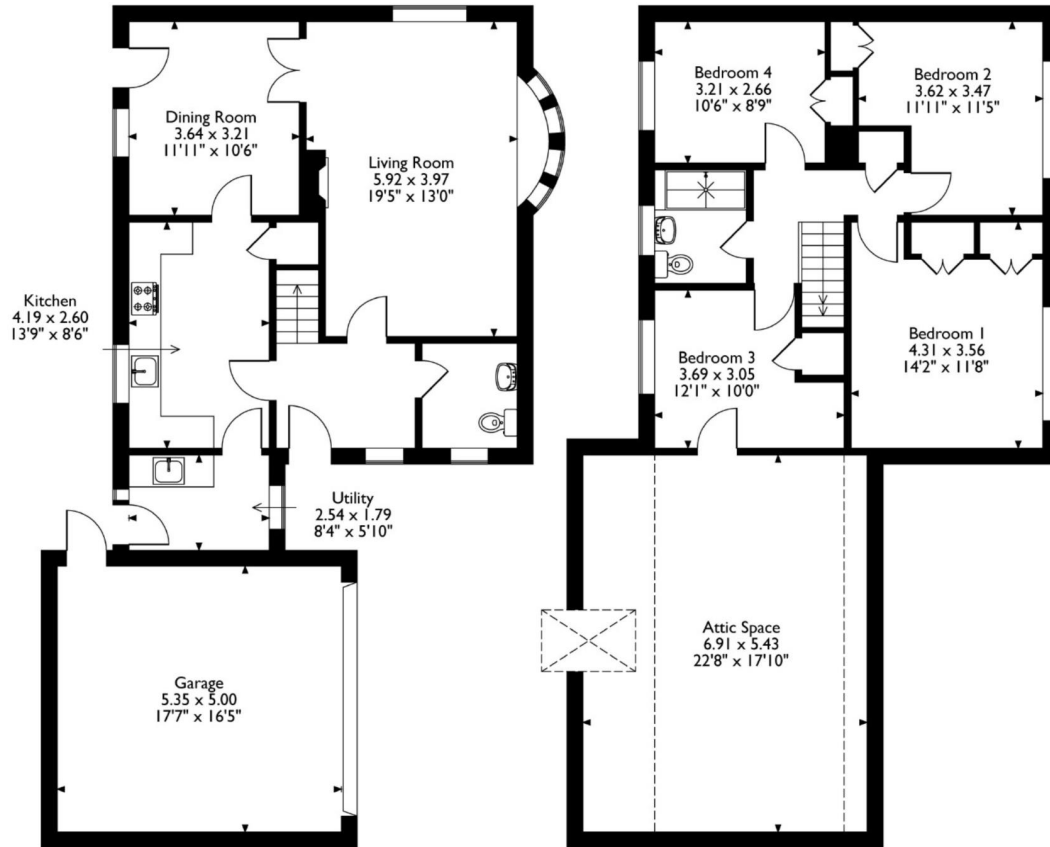 Dining Room
3.64 x 3.21
11'11" x 10'6"
Living Room
5.92 x 3.97
19'5" x 13'0"
Kitchen
4.19 x 2.60
13'9" x 8'6"
Utility
2.54 x 1.79
8'4" x 5'10"
Garage
5.35 x 5.00
17'7" x 16'5"
Bedroom 4
3.21 x 2.66
10'6" x 8'9"
Bedroom 2
3.62 x 3.47
11'11" x 11'5"
Bedroom 3
3.69 x 3.05
12'1" x 10'0"
Bedroom 1
4.31 x 3.56
14'2" x 11'8"
Attic Space
6.91 x 5.43
22'8" x 17'10"